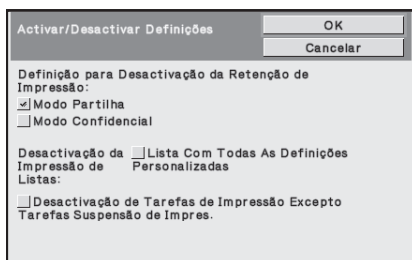 Activar/Desactivar Definições
OK
Cancelar
Definição para Desactivação da Retenção de
Impressão:
Modo Partilha
Modo Confidencial
Desactivação da Lista Com Todas As Definições
Impressão de Personalizadas
Listas:
Desactivação de Tarefas de Impressão Excepto
Tarefas Suspensão de Impres.